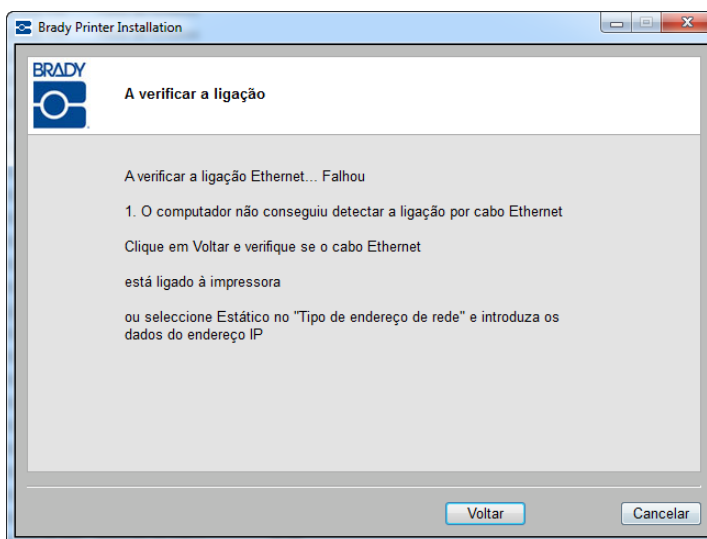 Brady Printer Installation
BRADY
A verificar a ligação
A verificar a ligação Ethernet... Falhou
1. O computador não conseguiu detectar a ligação por cabo Ethernet
Clique em Voltar e verifique se o cabo Ethernet
está ligado à impressora
ou seleccione Estático no "Tipo de endereço de rede" e introduza os
dados do endereço IP
Voltar
Cancelar